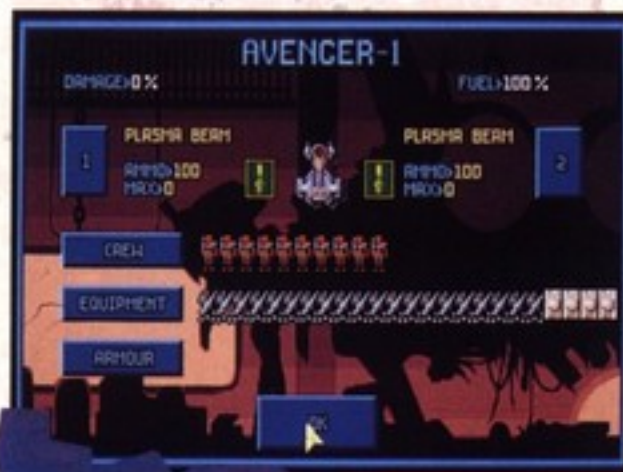 AVENGER-1
DAMAGE>0% FUEL>100%
1 PLASMA BEAM PLASMA BEAM 2
AMMO>100 AMMO>100
MAX>0 MAX>0
CREW
EQUIPMENT
ARMOUR
OK